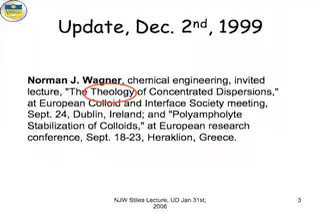 Update, Dec. 2nd, 1999
Norman J. Wagner, chemical engineering, invited
lecture, "The Theology of Concentrated Dispersions,"
at European Colloid and Interface Society meeting,
Sept. 24, Dublin, Ireland; and "Polyampholyte
Stabilization of Colloids," at European research
conference, Sept. 18-23, Heraklion, Greece.
NJW Stiles Lecture, UD Jan 31st,
2006
3